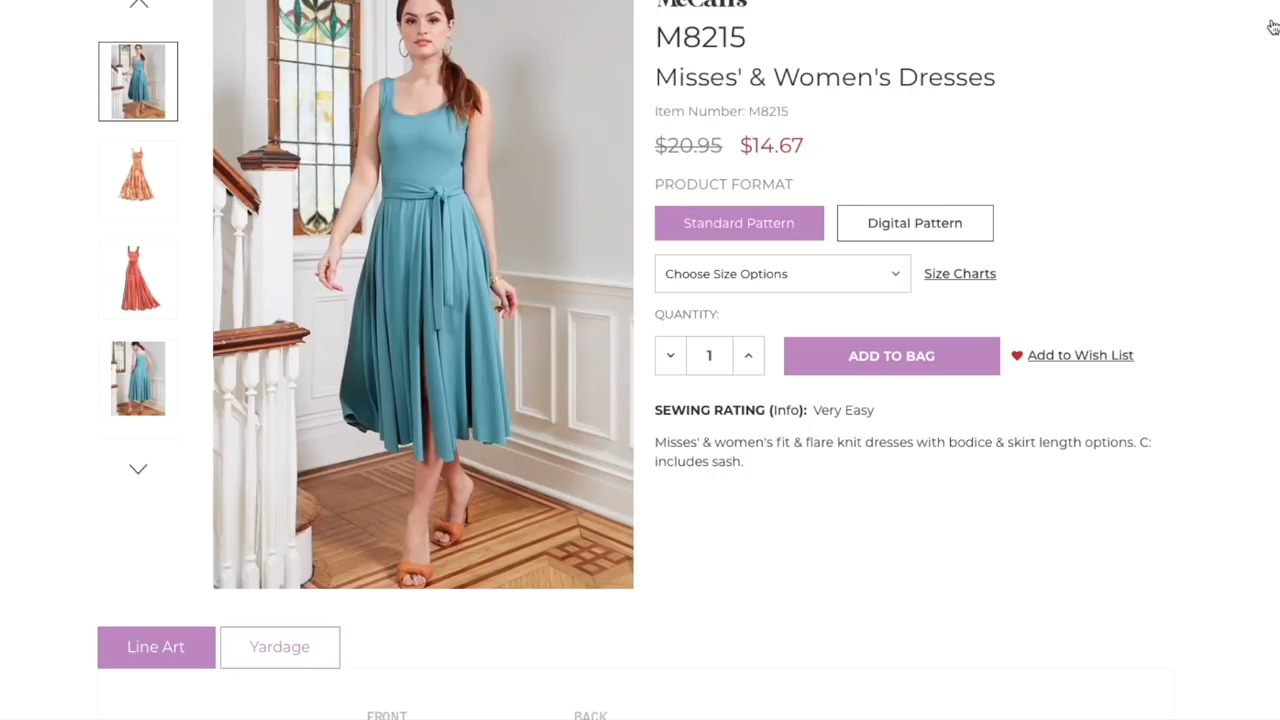 McCall's
M8215
Misses' & Women's Dresses
Item Number: M8215
$20.95 $14.67
PRODUCT FORMAT
Standard Pattern Digital Pattern
Choose Size Options Size Charts
QUANTITY:
1 ADD TO BAG Add to Wish List
SEWING RATING (Info): Very Easy
Misses' & women's fit & flare knit dresses with bodice & skirt length options. C:
includes sash.
Line Art Yardage
FRONT BACK